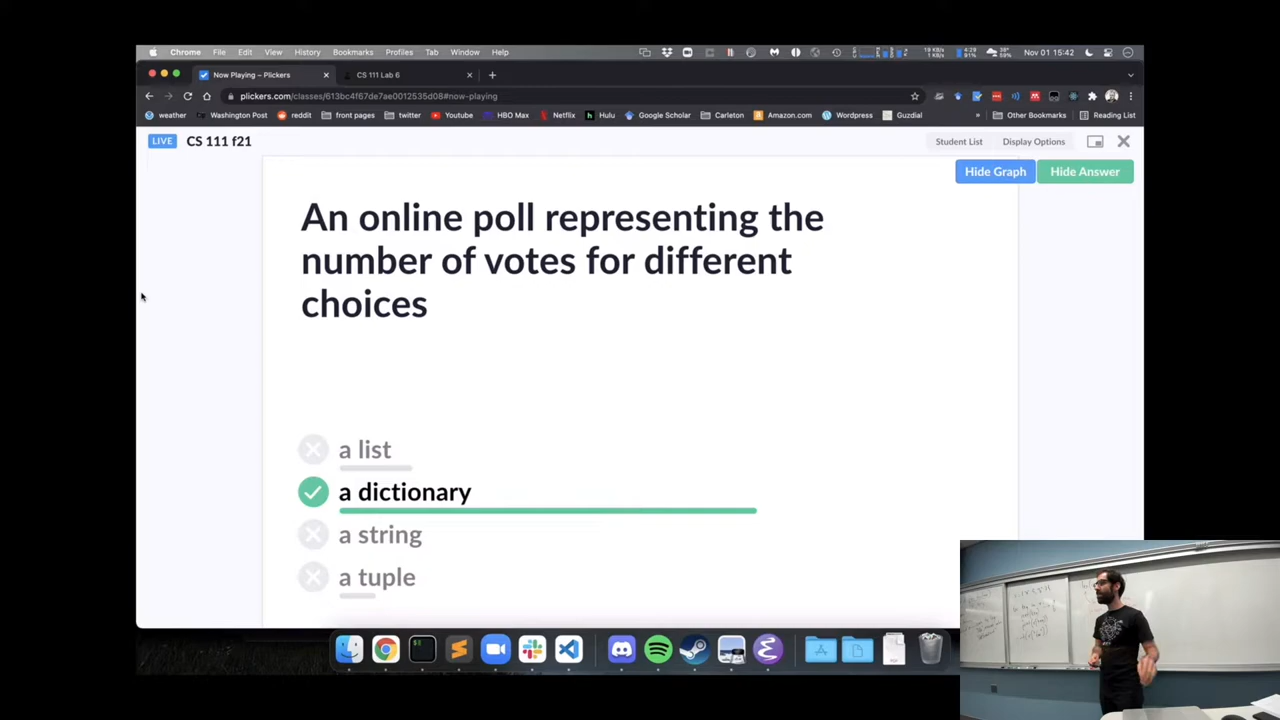 Chrome File Edit View History Bookmarks Profiles Tab Window Help
Nov 01 15:42
Now Playing – Plickers
CS 111 Lab 6
plickers.com/classes/613bc4f67de7ae0012535d08#now-playing
weather Washington Post reddit front pages twitter Youtube HBO Max Netflix Hulu Google Scholar Carleton Amazon.com Wordpress Guzdial » Other Bookmarks Reading List
LIVE CS 111 f21 Student List Display Options
Hide Graph Hide Answer
An online poll representing the
number of votes for different
choices
a list
a dictionary
a string
a tuple